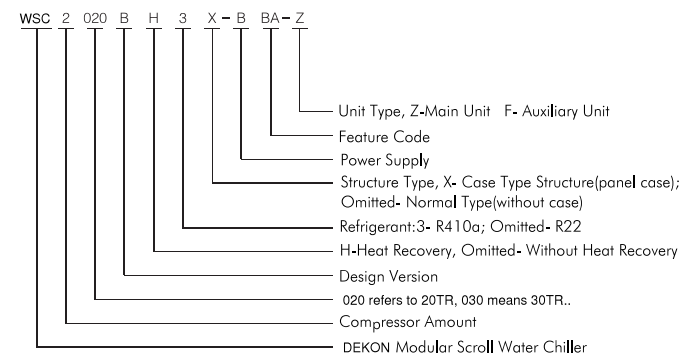 WSC 2 020 B H 3 X - B BA - Z
Unit Type, Z-Main Unit F- Auxiliary Unit
Feature Code
Power Supply
Structure Type, X- Case Type Structure(panel case);
Omitted- Normal Type(without case)
Refrigerant:3- R410a; Omitted- R22
H-Heat Recovery, Omitted- Without Heat Recovery
Design Version
020 refers to 20TR, 030 means 30TR..
Compressor Amount
DEKON Modular Scroll Water Chiller